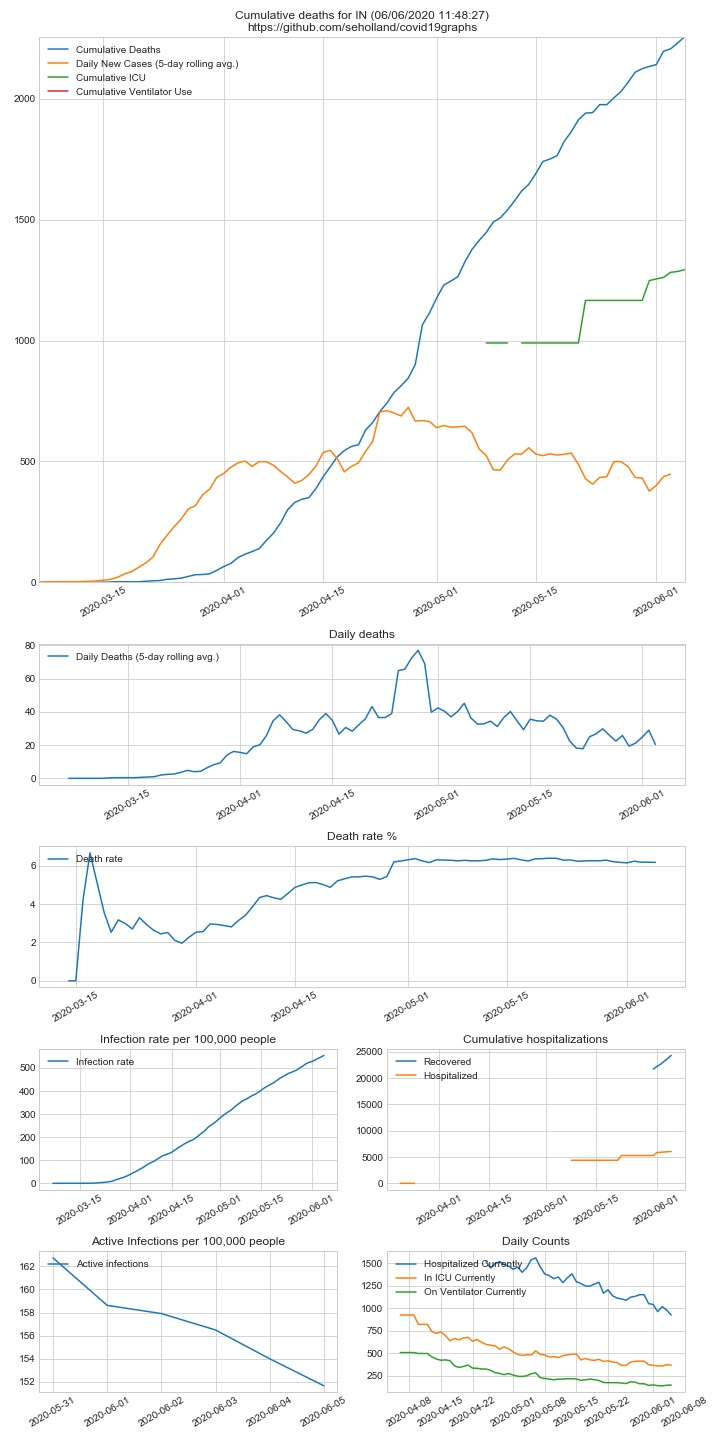 Cumulative deaths for IN (06/06/2020 11:48:27)
https://github.com/seholland/covid19graphs
Cumulative Deaths
Daily New Cases (5-day rolling avg.)
Cumulative ICU
Cumulative Ventilator Use
2000
1500
1000
500
0
2020-03-15 2020-04-01 2020-04-15 2020-05-01 2020-05-15 2020-06-01
Daily deaths
Daily Deaths (5-day rolling avg.)
80
60
40
20
0
2020-03-15 2020-04-01 2020-04-15 2020-05-01 2020-05-15 2020-06-01
Death rate %
Death rate
6
4
2
0
2020-03-15 2020-04-01 2020-04-15 2020-05-01 2020-05-15 2020-06-01
Infection rate per 100,000 people
Infection rate
500
400
300
200
100
0
2020-03-15 2020-04-01 2020-04-15 2020-05-01 2020-05-15 2020-06-01
Cumulative hospitalizations
Recovered
Hospitalized
25000
20000
15000
10000
5000
0
2020-04-01 2020-04-15 2020-05-01 2020-05-15 2020-06-01
Active Infections per 100,000 people
Active infections
162
160
158
156
154
152
2020-05-31 2020-06-01 2020-06-02 2020-06-03 2020-06-04 2020-06-05
Daily Counts
Hospitalized Currently
In ICU Currently
On Ventilator Currently
1500
1250
1000
750
500
250
2020-04-08 2020-04-15 2020-04-22 2020-05-01 2020-05-08 2020-05-15 2020-05-22 2020-06-01 2020-06-08